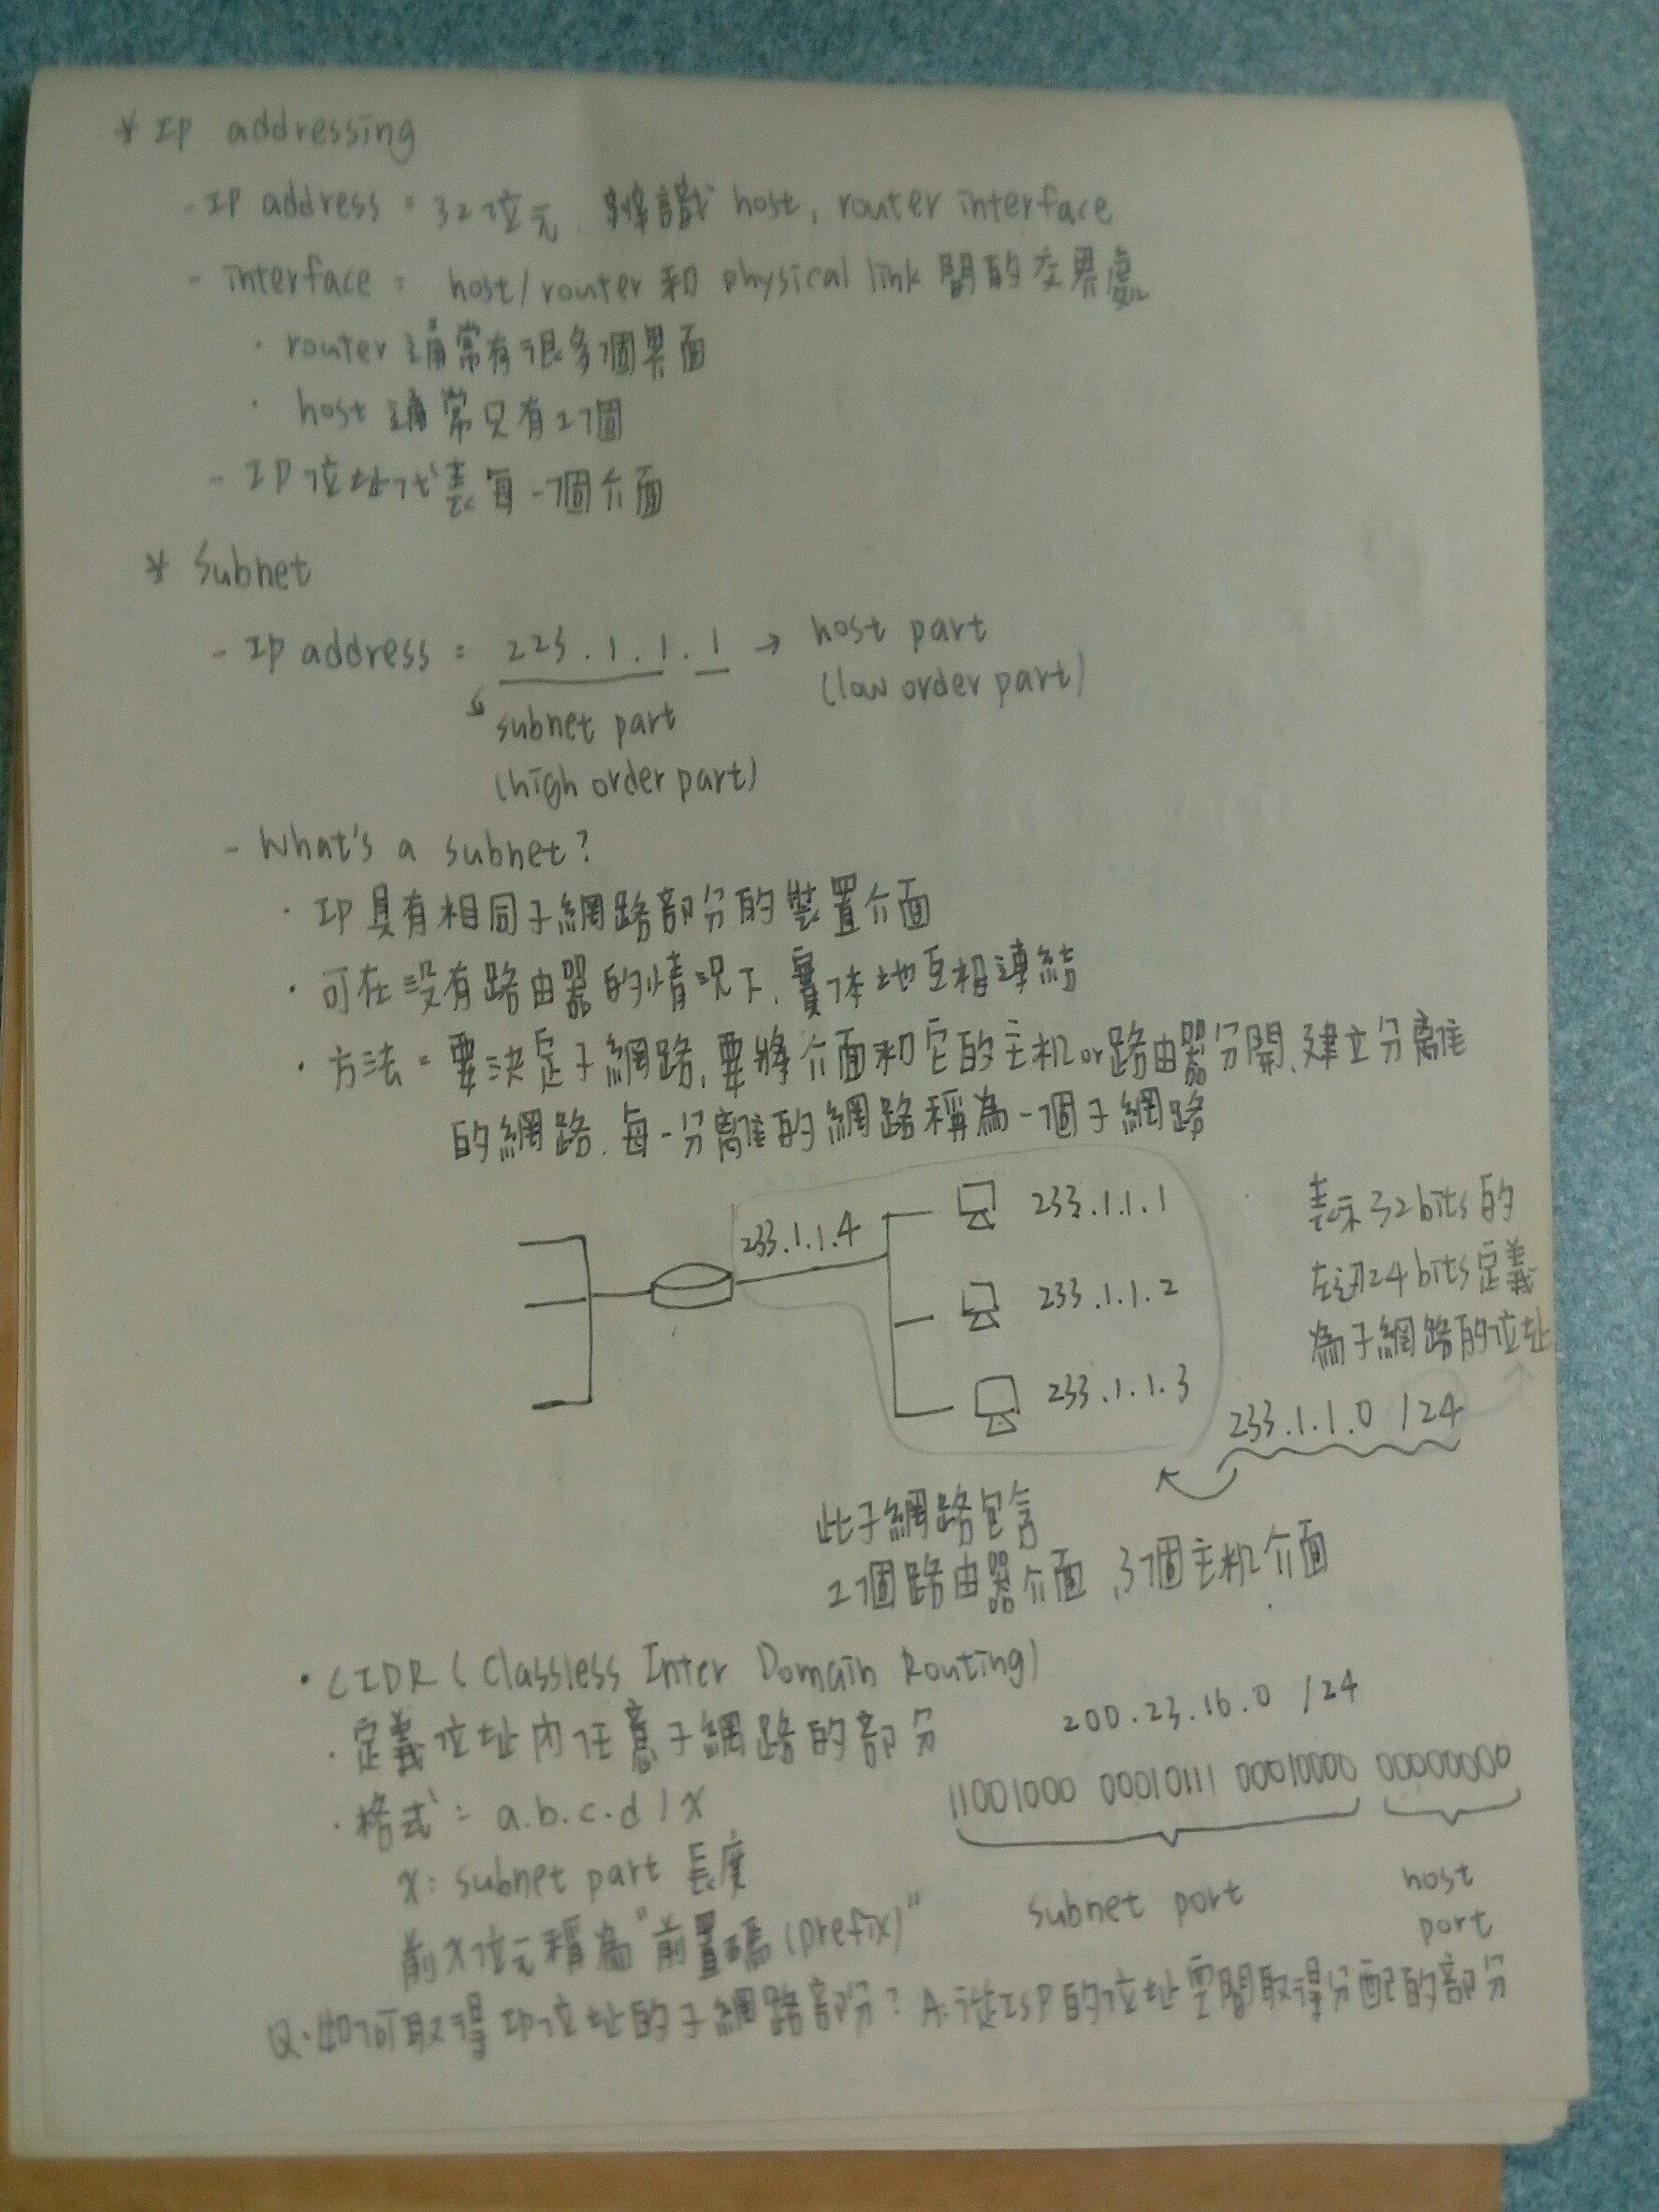 * IP addressing
- IP address = 32位元, 辨識 host, router interface
- interface = host/router 和 physical link 間的交界處
· router 通常有很多個界面
· host 通常只有1個
- IP位址代表每一個介面
* Subnet
- Ip address = 223.1.1.1 → host part
(low order part)
subnet part
(high order part)
- What's a subnet?
· IP具有相同子網路部分的裝置介面
· 可在沒有路由器的情況下, 實体地互相連結
· 方法 = 要決定子網路, 要將介面和它的主机or路由器分開, 建立分離
的網路, 每一分離的網路稱為一個子網路
233.1.1.4
233.1.1.1
233.1.1.2
233.1.1.3
表示32bits的
左邊24bits定義
為子網路的位址
233.1.1.0 /24
此子網路包含
1個路由器介面, 3個主机介面
· CIDR (Classless Inter Domain Routing)
· 定義位址內任意子網路的部分
· 格式 = a.b.c.d/x
x: subnet part 長度
前x位元稱為"前置碼(prefix)"
200.23.16.0 /24
11001000 00010111 00010000 00000000
subnet port
host
port
Q:如何取得IP位址的子網路部分? A:從ISP的位址空間取得分配的部分